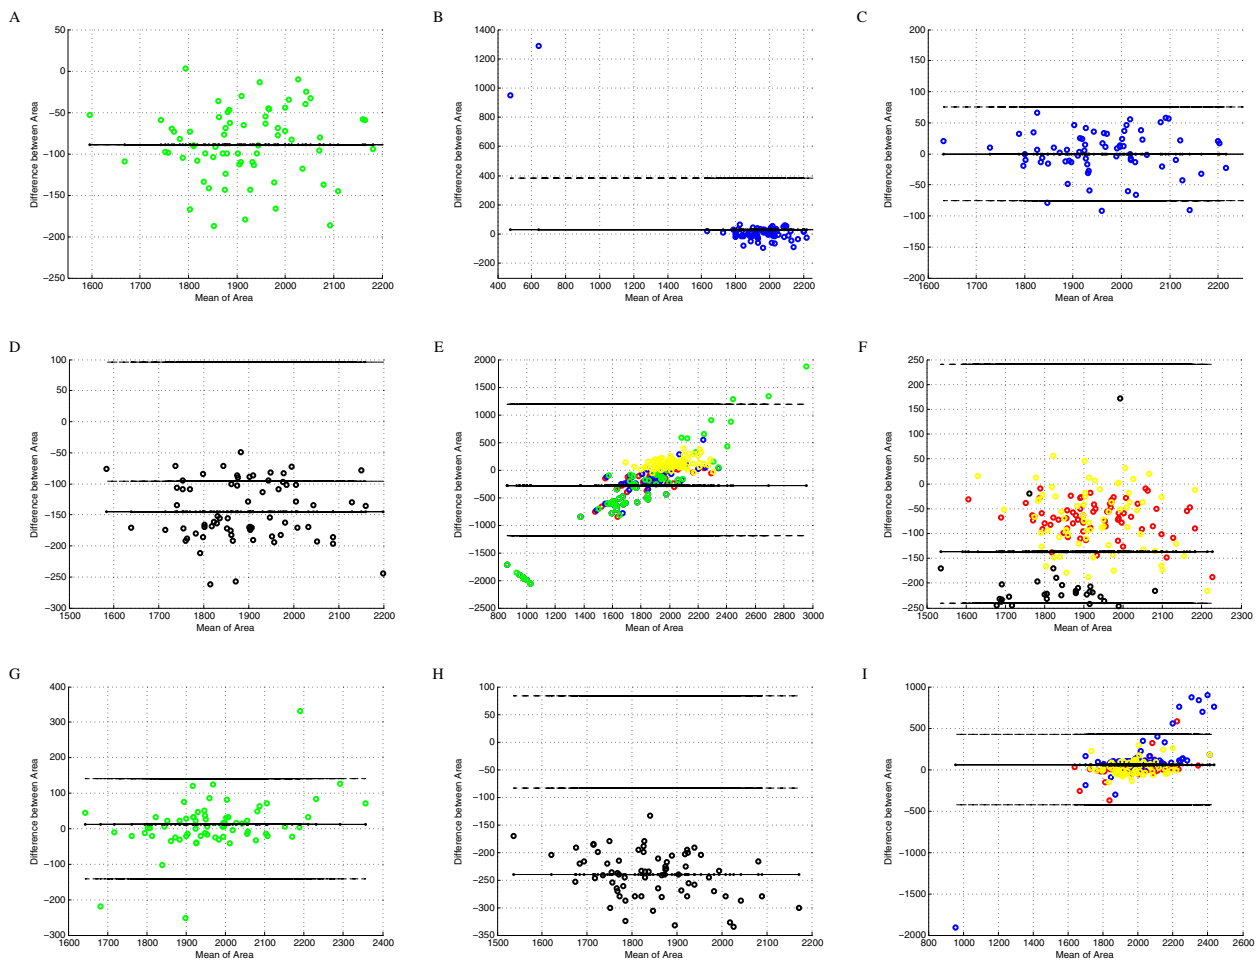 A
B
C
Difference between Area
50
0
−50
−100
−150
−200
−250
1600 1700 1800 1900 2000 2100 2200
Mean of Area
Difference between Area
1400
1200
1000
800
600
400
200
0
−200
400 600 800 1000 1200 1400 1600 1800 2000 2200
Mean of Area
Difference between Area
200
150
100
50
0
−50
−100
−150
−200
1700 1800 1900 2000 2100 2200
Mean of Area
D
E
F
Difference between Area
100
50
0
−50
−100
−150
−200
−250
−300
1500 1600 1700 1800 1900 2000 2100 2200
Mean of Area
Difference between Area
2000
1500
1000
500
0
−500
−1000
−1500
−2000
−2500
800 1000 1200 1400 1600 1800 2000 2200 2400 2600 2800 3000
Mean of Area
Difference between Area
250
200
150
100
50
0
−50
−100
−150
−200
−250
1500 1600 1700 1800 1900 2000 2100 2200 2300
Mean of Area
G
H
I
Difference between Area
400
300
200
100
0
−100
−200
−300
1600 1700 1800 1900 2000 2100 2200 2300 2400
Mean of Area
Difference between Area
100
50
0
−50
−100
−150
−200
−250
−300
−350
1500 1600 1700 1800 1900 2000 2100 2200
Mean of Area
Difference between Area
1000
500
0
−500
−1000
−1500
−2000
800 1000 1200 1400 1600 1800 2000 2200 2400 2600
Mean of Area